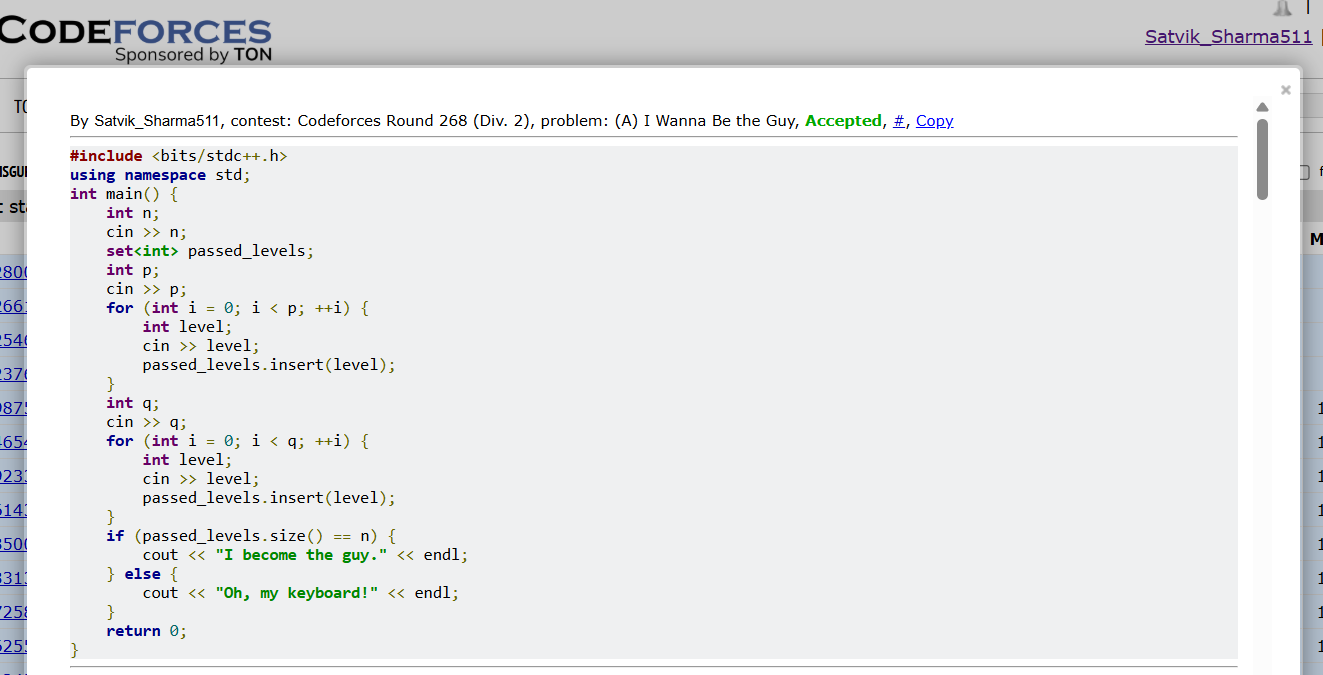 CODEFORCES
Sponsored by TON
Satvik_Sharma511
By Satvik_Sharma511, contest: Codeforces Round 268 (Div. 2), problem: (A) I Wanna Be the Guy, Accepted, #, Copy
#include <bits/stdc++.h>
using namespace std;
int main() {
    int n;
    cin >> n;
    set<int> passed_levels;
    int p;
    cin >> p;
    for (int i = 0; i < p; ++i) {
        int level;
        cin >> level;
        passed_levels.insert(level);
    }
    int q;
    cin >> q;
    for (int i = 0; i < q; ++i) {
        int level;
        cin >> level;
        passed_levels.insert(level);
    }
    if (passed_levels.size() == n) {
        cout << "I become the guy." << endl;
    } else {
        cout << "Oh, my keyboard!" << endl;
    }
    return 0;
}